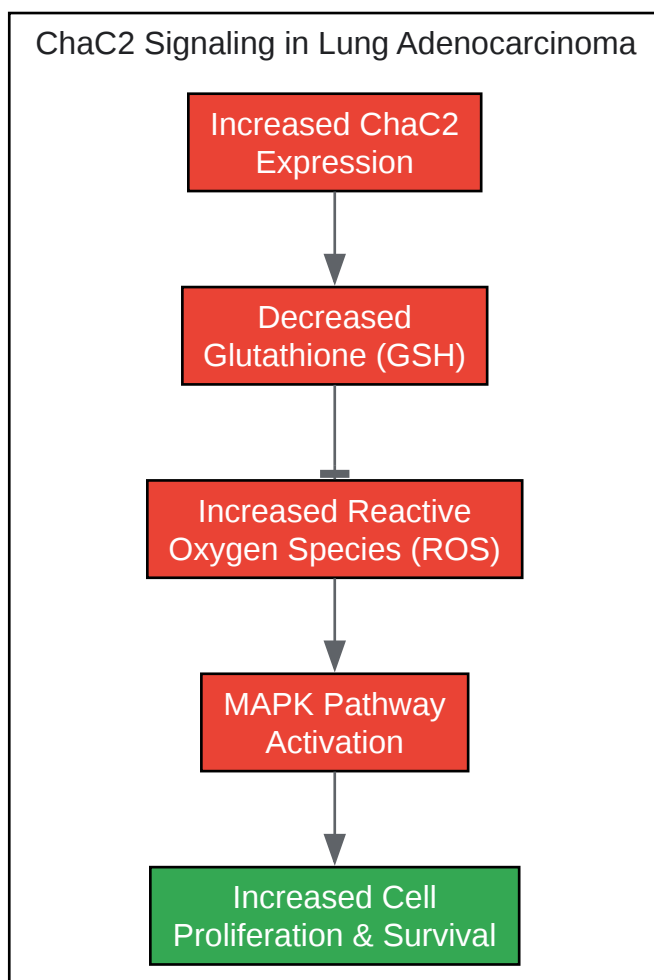 ChaC2 Signaling in Lung Adenocarcinoma
Increased ChaC2
Expression
Decreased
Glutathione (GSH)
Increased Reactive
Oxygen Species (ROS)
MAPK Pathway
Activation
Increased Cell
Proliferation & Survival